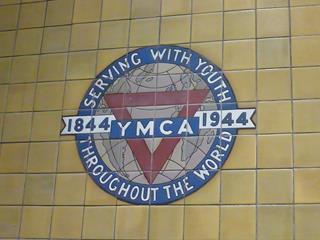 SERVING WITH YOUTH
1844 YMCA 1944
THROUGHOUT THE WORLD